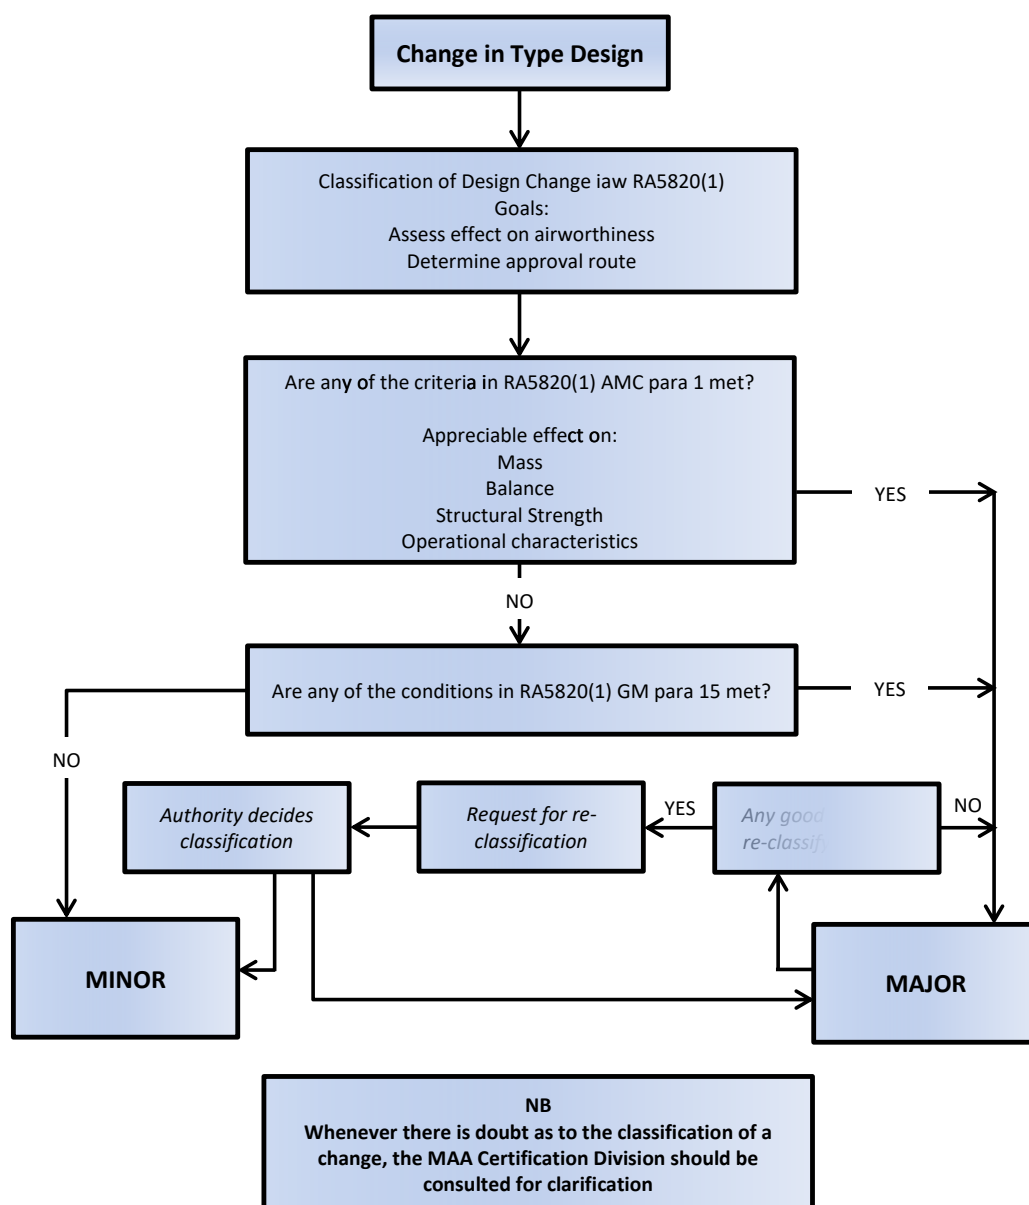 Change in Type Design
Classification of Design Change iaw RA5820(1)
Goals:
Assess effect on airworthiness
Determine approval route
Are any of the criteria in RA5820(1) AMC para 1 met?
Appreciable effect on:
Mass
Balance
Structural Strength
Operational characteristics
YES
NO
Are any of the conditions in RA5820(1) GM para 15 met?
YES
NO
Authority decides
classification
Request for re-
classification
YES
Any good
re-classify
NO
MINOR
MAJOR
NB
Whenever there is doubt as to the classification of a
change, the MAA Certification Division should be
consulted for clarification